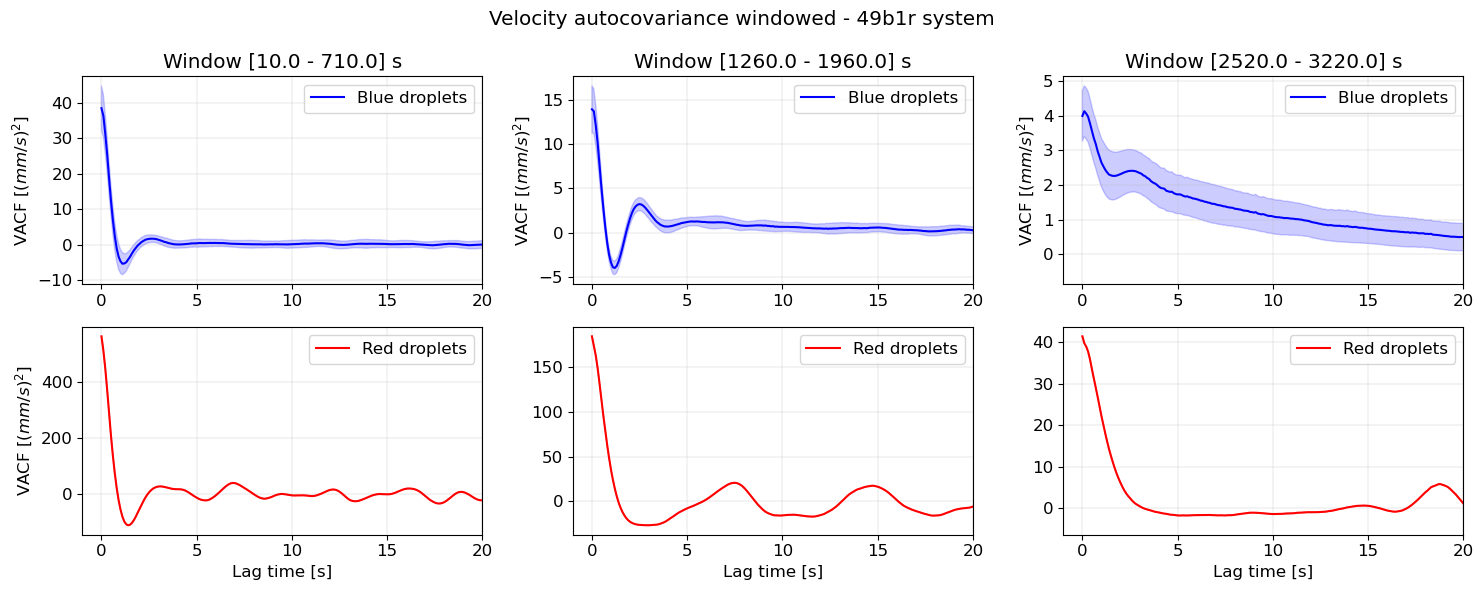 Velocity autocovariance windowed - 49b1r system
Window [10.0 - 710.0] s
Window [1260.0 - 1960.0] s
Window [2520.0 - 3220.0] s
VACF [(mm/s)²]
40
30
20
10
0
−10
Blue droplets
0 5 10 15 20
VACF [(mm/s)²]
15
10
5
0
−5
Blue droplets
0 5 10 15 20
VACF [(mm/s)²]
5
4
3
2
1
0
Blue droplets
0 5 10 15 20
VACF [(mm/s)²]
400
200
0
Red droplets
0 5 10 15 20
Lag time [s]
150
100
50
0
Red droplets
0 5 10 15 20
Lag time [s]
40
30
20
10
0
Red droplets
0 5 10 15 20
Lag time [s]